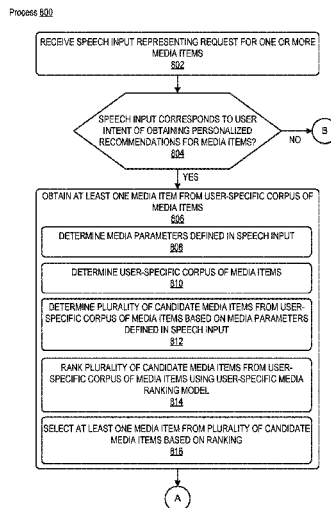 Process 800
RECEIVE SPEECH INPUT REPRESENTING REQUEST FOR ONE OR MORE
MEDIA ITEMS
802
SPEECH INPUT CORRESPONDS TO USER
INTENT OF OBTAINING PERSONALIZED
RECOMMENDATIONS FOR MEDIA ITEMS?
804
NO
B
YES
OBTAIN AT LEAST ONE MEDIA ITEM FROM USER-SPECIFIC CORPUS OF
MEDIA ITEMS
806
DETERMINE MEDIA PARAMETERS DEFINED IN SPEECH INPUT
808
DETERMINE USER-SPECIFIC CORPUS OF MEDIA ITEMS
810
DETERMINE PLURALITY OF CANDIDATE MEDIA ITEMS FROM USER-
SPECIFIC CORPUS OF MEDIA ITEMS BASED ON MEDIA PARAMETERS
DEFINED IN SPEECH INPUT
812
RANK PLURALITY OF CANDIDATE MEDIA ITEMS FROM USER-
SPECIFIC CORPUS OF MEDIA ITEMS USING USER-SPECIFIC MEDIA
RANKING MODEL
814
SELECT AT LEAST ONE MEDIA ITEM FROM PLURALITY OF CANDIDATE
MEDIA ITEMS BASED ON RANKING
816
A